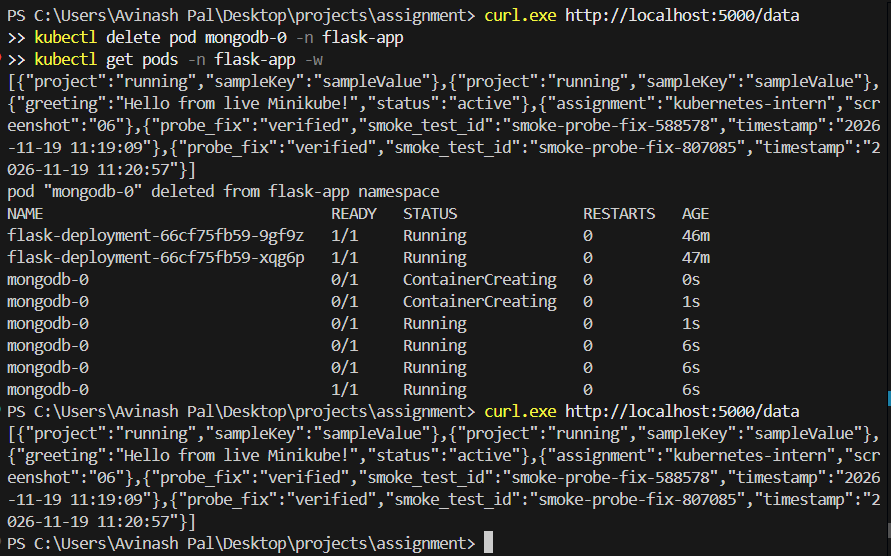 PS C:\Users\Avinash Pal\Desktop\projects\assignment> curl.exe http://localhost:5000/data
>> kubectl delete pod mongodb-0 -n flask-app
>> kubectl get pods -n flask-app -w
[{"project":"running","sampleKey":"sampleValue"},{"project":"running","sampleKey":"sampleValue"},
{"greeting":"Hello from live Minikube!","status":"active"},{"assignment":"kubernetes-intern","scr
eenshot":"06"},{"probe_fix":"verified","smoke_test_id":"smoke-probe-fix-588578","timestamp":"2026
-11-19 11:19:09"},{"probe_fix":"verified","smoke_test_id":"smoke-probe-fix-807085","timestamp":"2
026-11-19 11:20:57"}]
pod "mongodb-0" deleted from flask-app namespace
NAME                                READY   STATUS              RESTARTS   AGE
flask-deployment-66cf75fb59-9gf9z   1/1     Running             0          46m
flask-deployment-66cf75fb59-xqg6p   1/1     Running             0          47m
mongodb-0                           0/1     ContainerCreating   0          0s
mongodb-0                           0/1     ContainerCreating   0          1s
mongodb-0                           0/1     Running             0          1s
mongodb-0                           0/1     Running             0          6s
mongodb-0                           0/1     Running             0          6s
mongodb-0                           1/1     Running             0          6s
PS C:\Users\Avinash Pal\Desktop\projects\assignment> curl.exe http://localhost:5000/data
[{"project":"running","sampleKey":"sampleValue"},{"project":"running","sampleKey":"sampleValue"},
{"greeting":"Hello from live Minikube!","status":"active"},{"assignment":"kubernetes-intern","scr
eenshot":"06"},{"probe_fix":"verified","smoke_test_id":"smoke-probe-fix-588578","timestamp":"2026
-11-19 11:19:09"},{"probe_fix":"verified","smoke_test_id":"smoke-probe-fix-807085","timestamp":"2
026-11-19 11:20:57"}]
PS C:\Users\Avinash Pal\Desktop\projects\assignment>